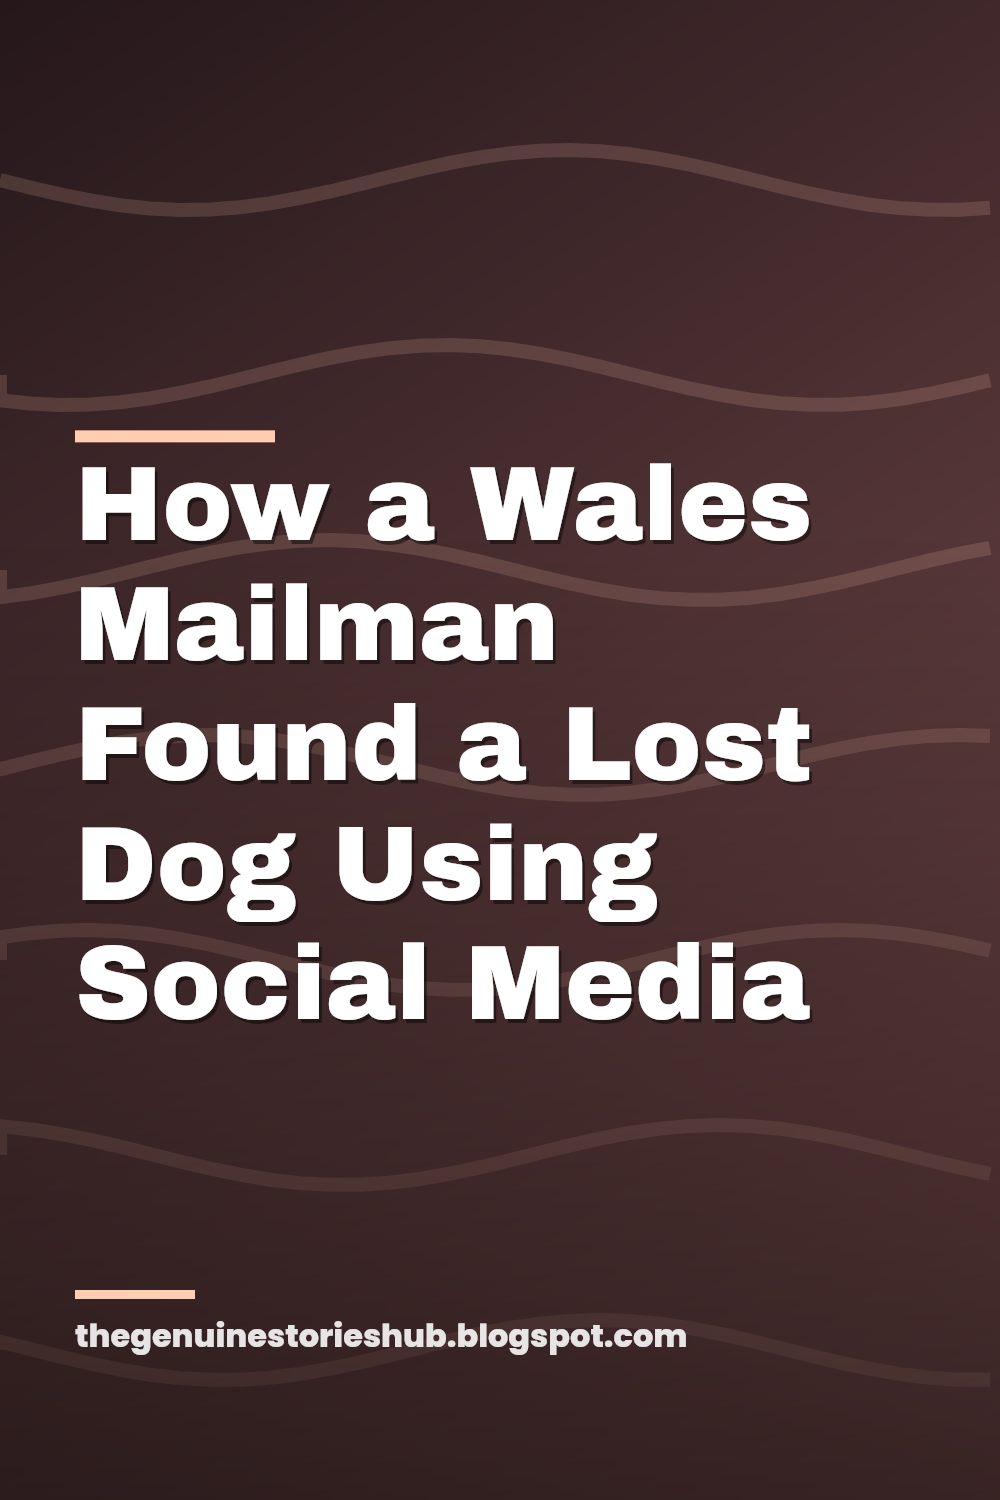 How a Wales
Mailman
Found a Lost
Dog Using
Social Media
thegenuinestorieshub.blogspot.com